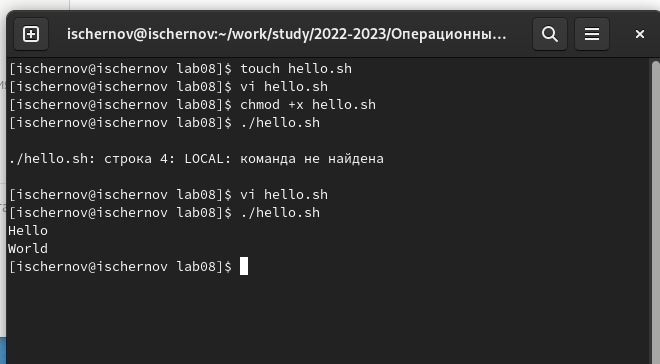 ischernov@ischernov:~/work/study/2022-2023/Операционны...
[ischernov@ischernov lab08]$ touch hello.sh
[ischernov@ischernov lab08]$ vi hello.sh
[ischernov@ischernov lab08]$ chmod +x hello.sh
[ischernov@ischernov lab08]$ ./hello.sh
./hello.sh: строка 4: LOCAL: команда не найдена
[ischernov@ischernov lab08]$ vi hello.sh
[ischernov@ischernov lab08]$ ./hello.sh
Hello
World
[ischernov@ischernov lab08]$